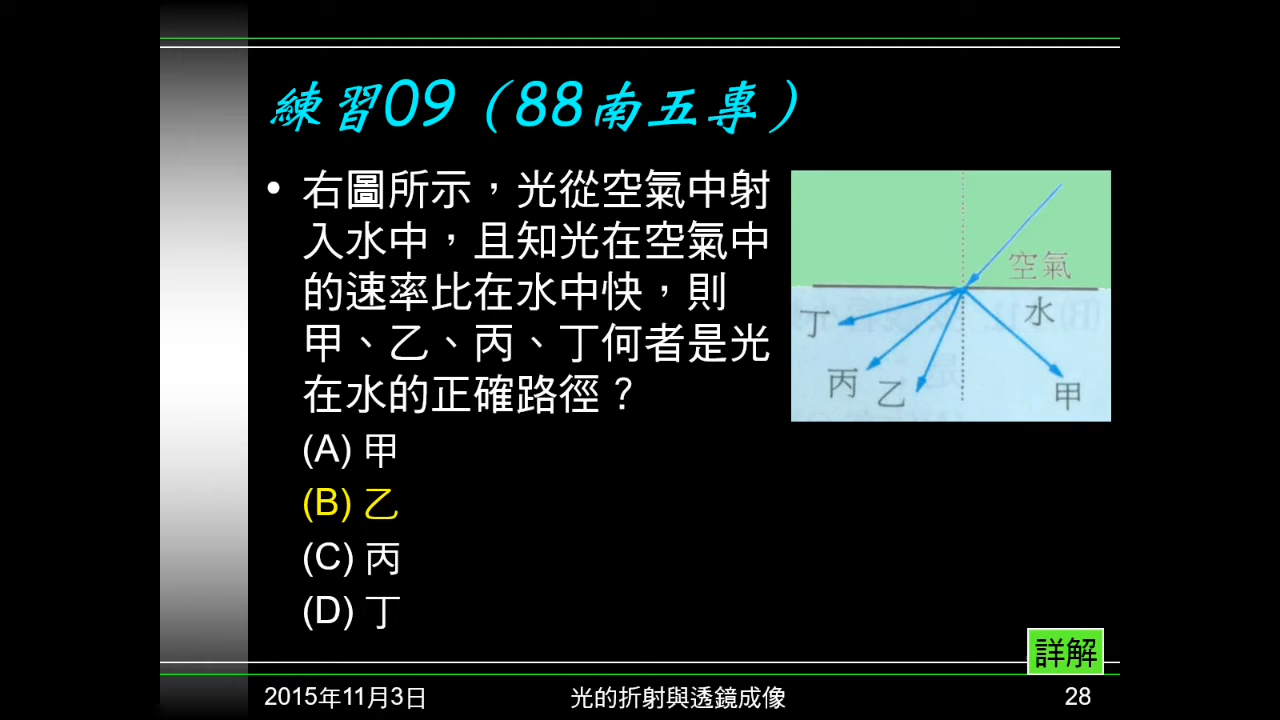 練習09（88南五專）
• 右圖所示，光從空氣中射
入水中，且知光在空氣中
的速率比在水中快，則
甲、乙、丙、丁何者是光
在水的正確路徑？
(A) 甲
(B) 乙
(C) 丙
(D) 丁
空氣
水
丁
丙
乙
甲
詳解
2015年11月3日
光的折射與透鏡成像
28